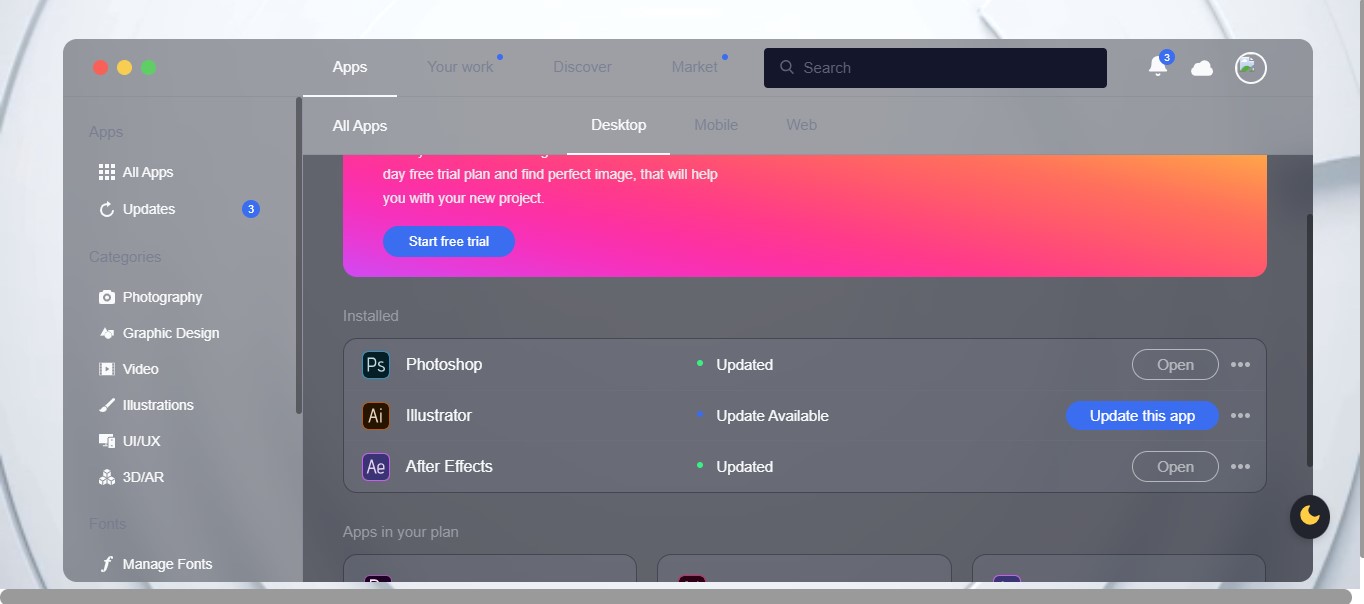 Apps
Your work
Discover
Market
Search
3
All Apps
Desktop
Mobile
Web
Apps
All Apps
Updates
3
Categories
Photography
Graphic Design
Video
Illustrations
UI/UX
3D/AR
Fonts
Manage Fonts
day free trial plan and find perfect image, that will help
you with your new project.
Start free trial
Installed
Ps Photoshop Updated Open
Ai Illustrator Update Available Update this app
Ae After Effects Updated Open
Apps in your plan